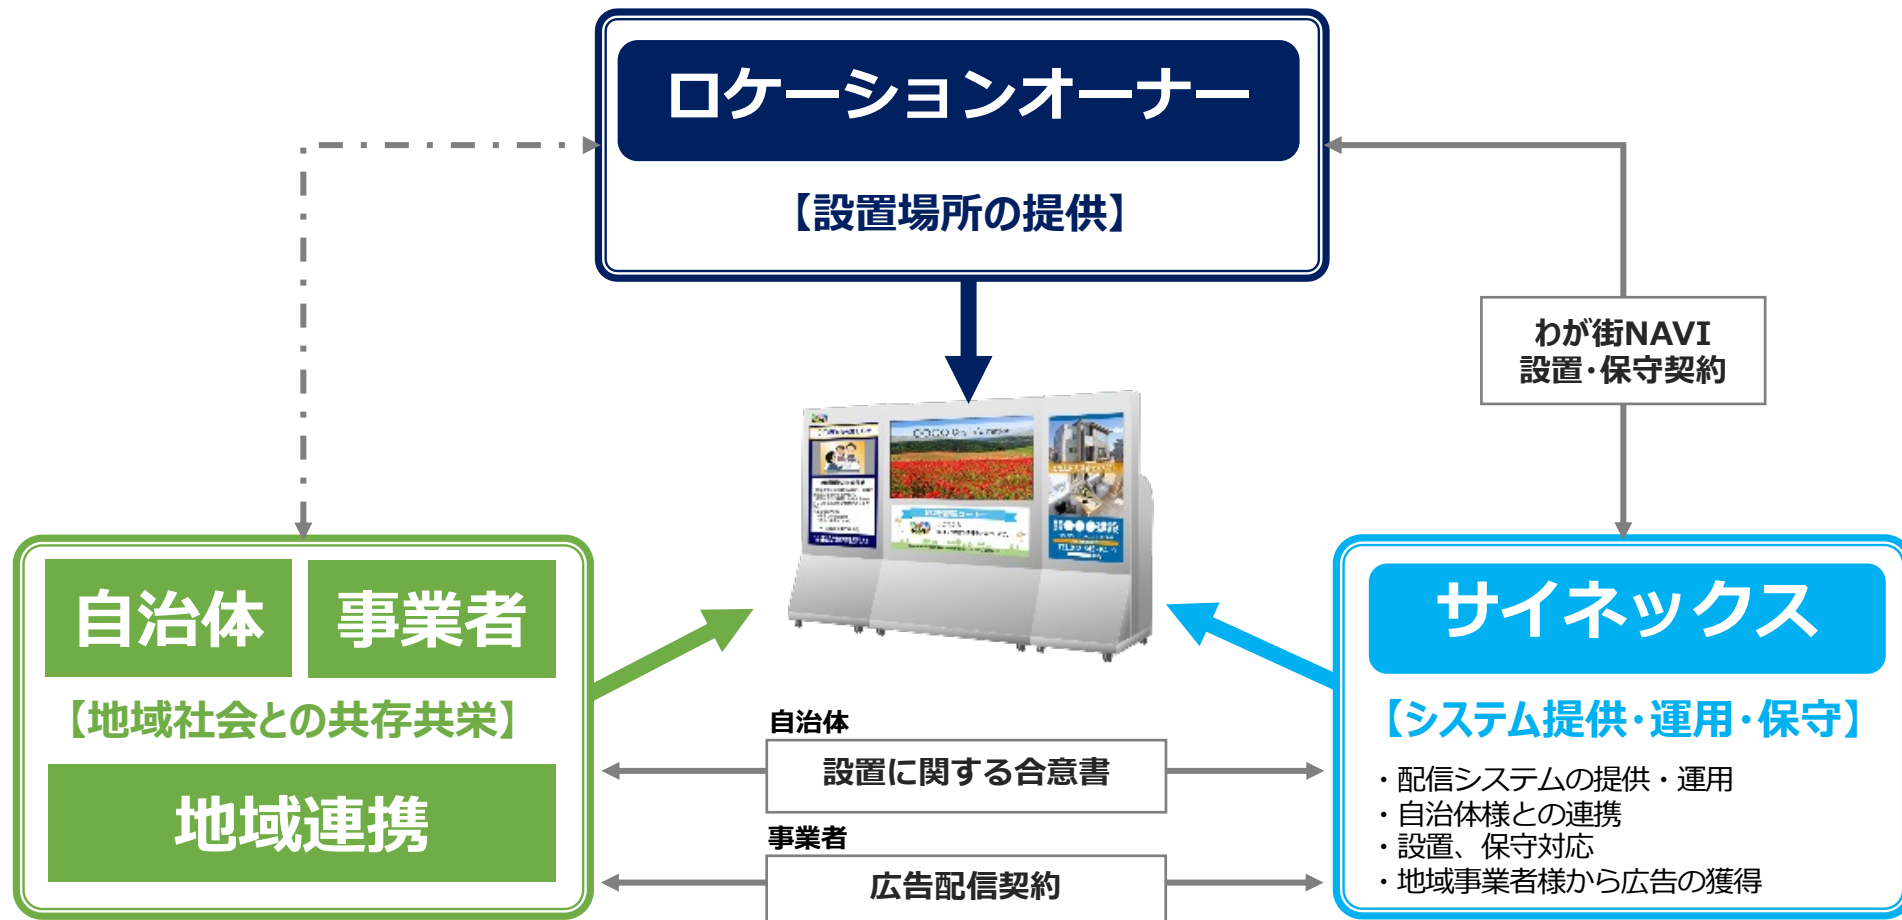 ロケーションオーナー
【設置場所の提供】
わが街NAVI
設置・保守契約
自治体
事業者
【地域社会との共存共栄】
地域連携
サイネックス
【システム提供・運用・保守】
・配信システムの提供・運用
・自治体様との連携
・設置、保守対応
・地域事業者様から広告の獲得
自治体
設置に関する合意書
事業者
広告配信契約